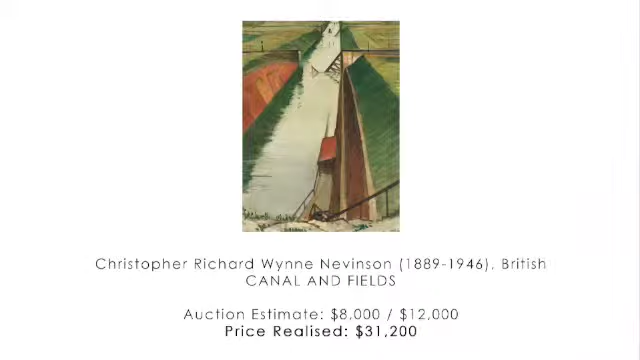 Christopher Richard Wynne Nevinson (1889-1946), British
CANAL AND FIELDS
Auction Estimate: $8,000 / $12,000
Price Realised: $31,200